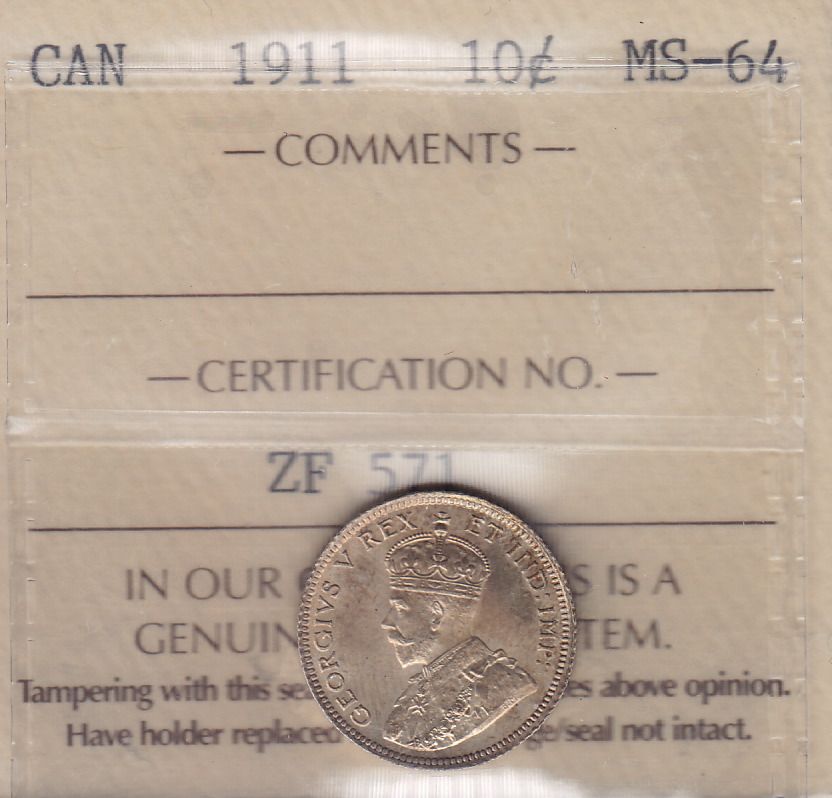 CAN 1911 10¢ MS-64
— COMMENTS —
— CERTIFICATION NO. —
ZF 571
GEORGIVS V REX ET IND: IMP:
IN OUR S IS A
GENUIN TEM.
Tampering with this sea es above opinion.
Have holder replaced ge/seal not intact.